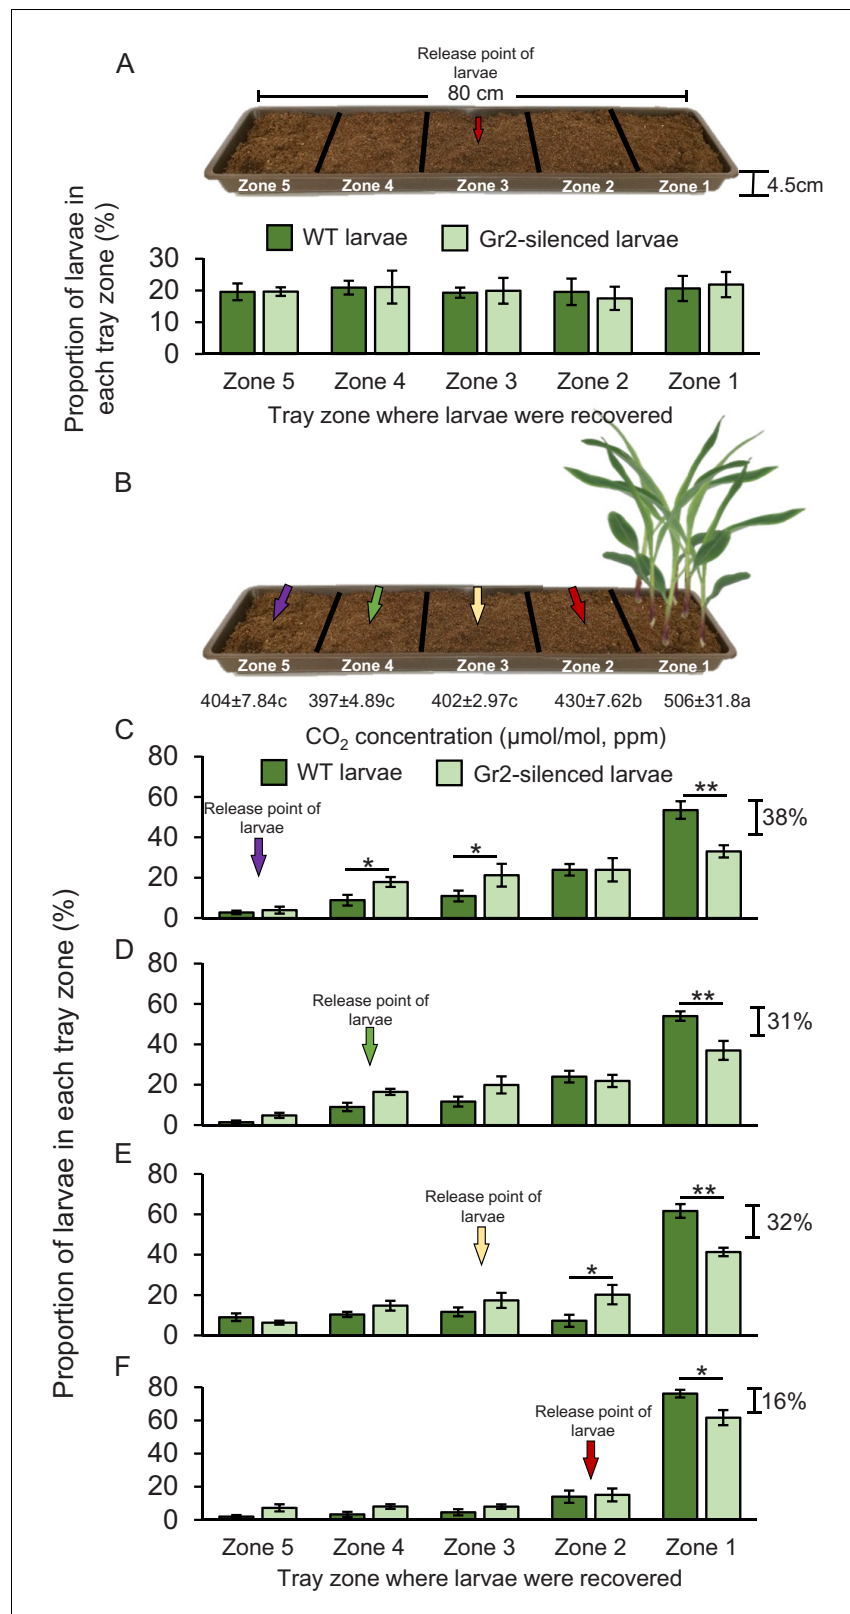 A
Release point of
larvae
80 cm
Zone 5 Zone 4 Zone 3 Zone 2 Zone 1
4.5cm
Proportion of larvae in
each tray zone (%)
WT larvae Gr2-silenced larvae
30
20
10
0
Zone 5 Zone 4 Zone 3 Zone 2 Zone 1
Tray zone where larvae were recovered
B
Zone 5 Zone 4 Zone 3 Zone 2 Zone 1
404±7.84c 397±4.89c 402±2.97c 430±7.62b 506±31.8a
CO₂ concentration (µmol/mol, ppm)
Proportion of larvae in each tray zone (%)
C
WT larvae Gr2-silenced larvae
80
60
40
20
0
Release point of
larvae
*
*
**
38%
D
80
60
40
20
0
Release point of
larvae
**
31%
E
80
60
40
20
0
Release point of
larvae
*
**
32%
F
80
60
40
20
0
Release point of
larvae
*
16%
Zone 5 Zone 4 Zone 3 Zone 2 Zone 1
Tray zone where larvae were recovered